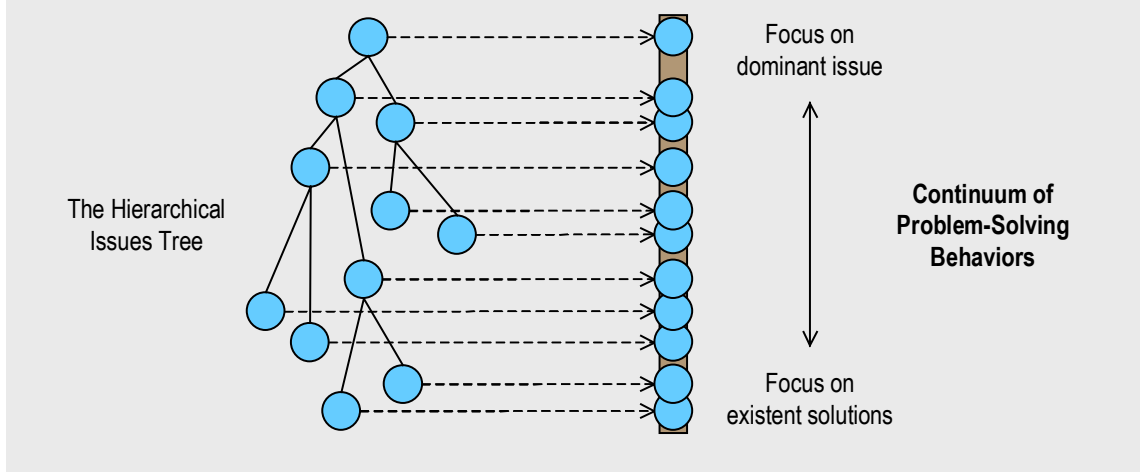 Focus on
dominant issue
The Hierarchical
Issues Tree
Continuum of
Problem-Solving
Behaviors
Focus on
existent solutions